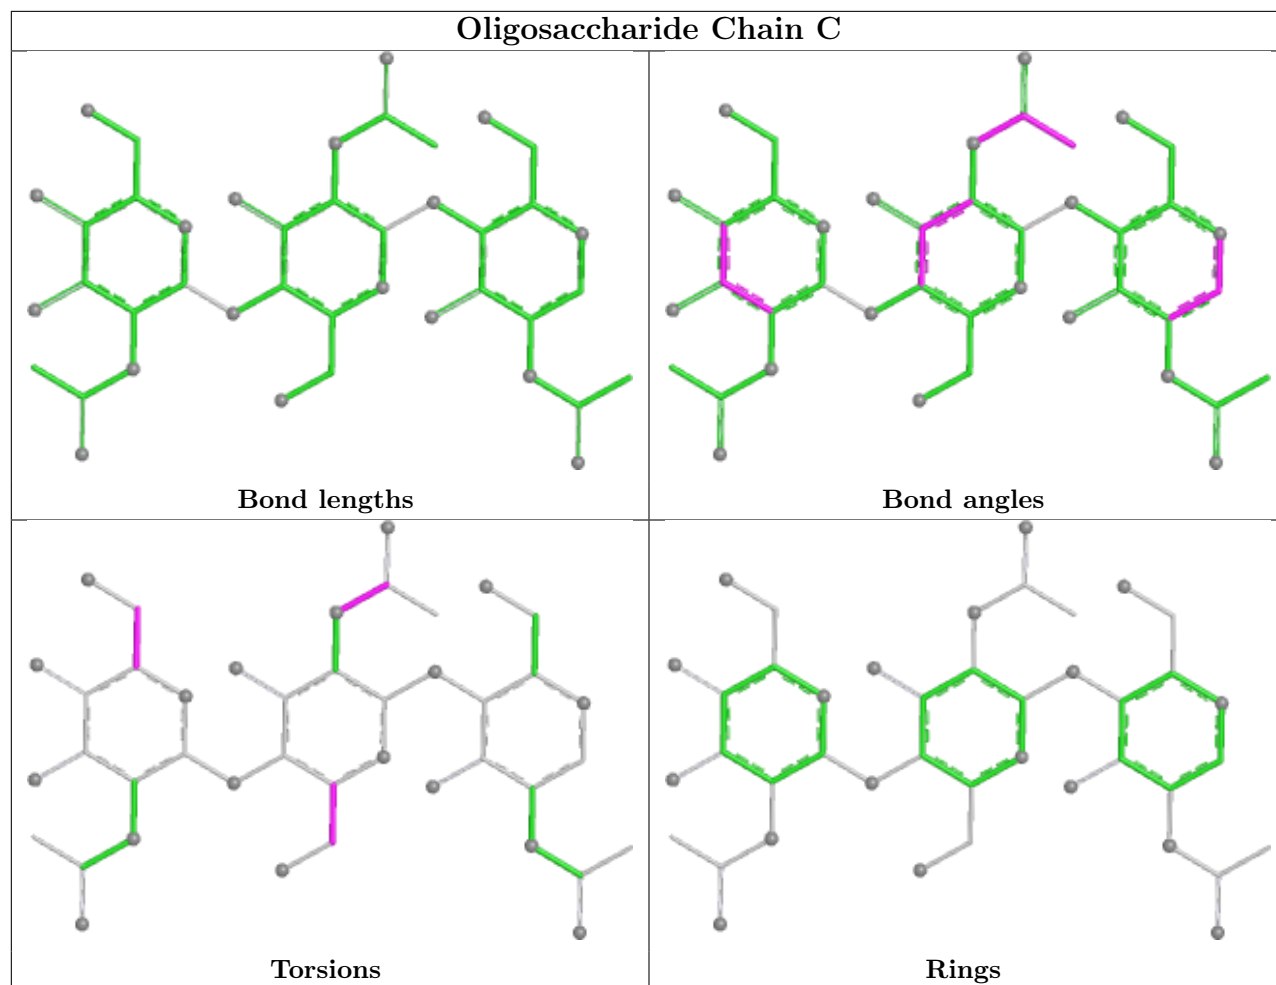 Oligosaccharide Chain C
Bond lengths
Bond angles
Torsions
Rings